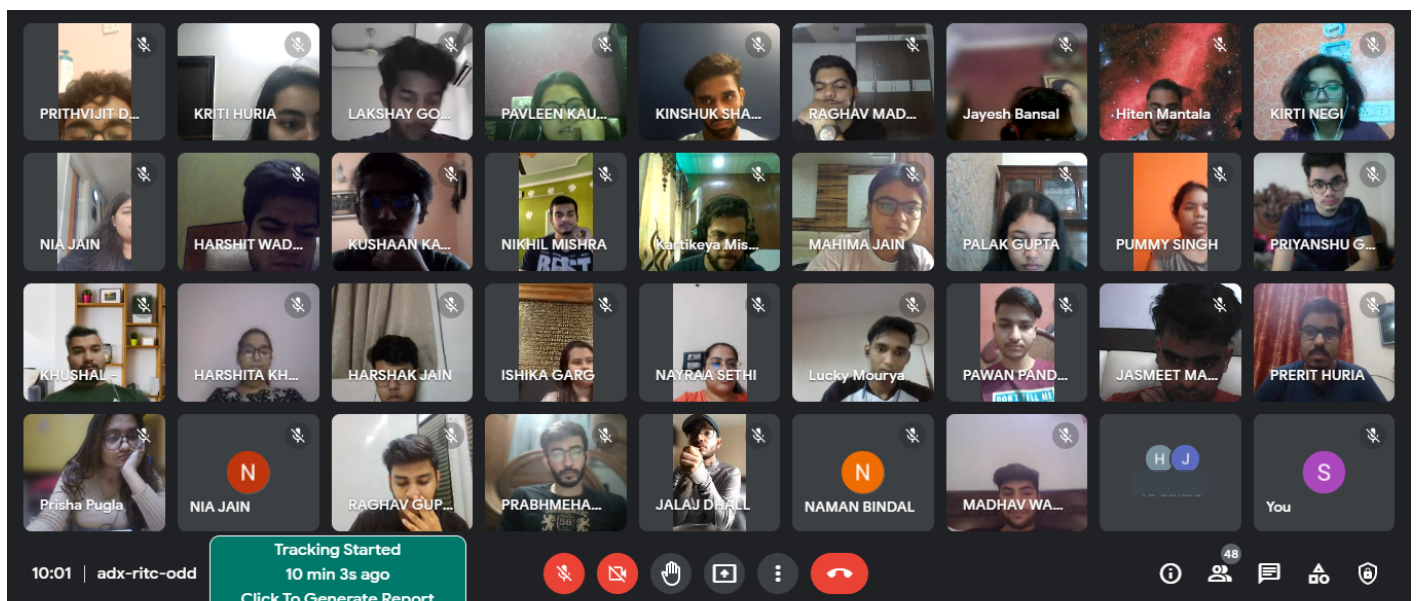 PRITHVIJIT D...
KRITI HURIA
LAKSHAY GO...
PAVLEEN KAU...
KINSHUK SHA...
RAGHAV MAD...
Jayesh Bansal
Hiten Mantala
KIRTI NEGI
NIA JAIN
HARSHIT WAD...
KUSHAAN KA...
NIKHIL MISHRA
BEST
Kartikeya Mis...
MAHIMA JAIN
PALAK GUPTA
PUMMY SINGH
PRIYANSHU G...
KHUSHAL -
HARSHITA KH...
HARSHAK JAIN
ISHIKA GARG
NAYRAA SETHI
Lucky Mourya
PAWAN PAND...
DON'T TELL ME
JASMEET MA...
PRERIT HURIA
Prisha Pugla
N
NIA JAIN
RAGHAV GUP...
PRABHMEHA...
JALAJ DHALL
N
NAMAN BINDAL
MADHAV WA...
H J
S
You
10:01 | adx-ritc-odd
Tracking Started
10 min 3s ago
Click To Generate Report
48